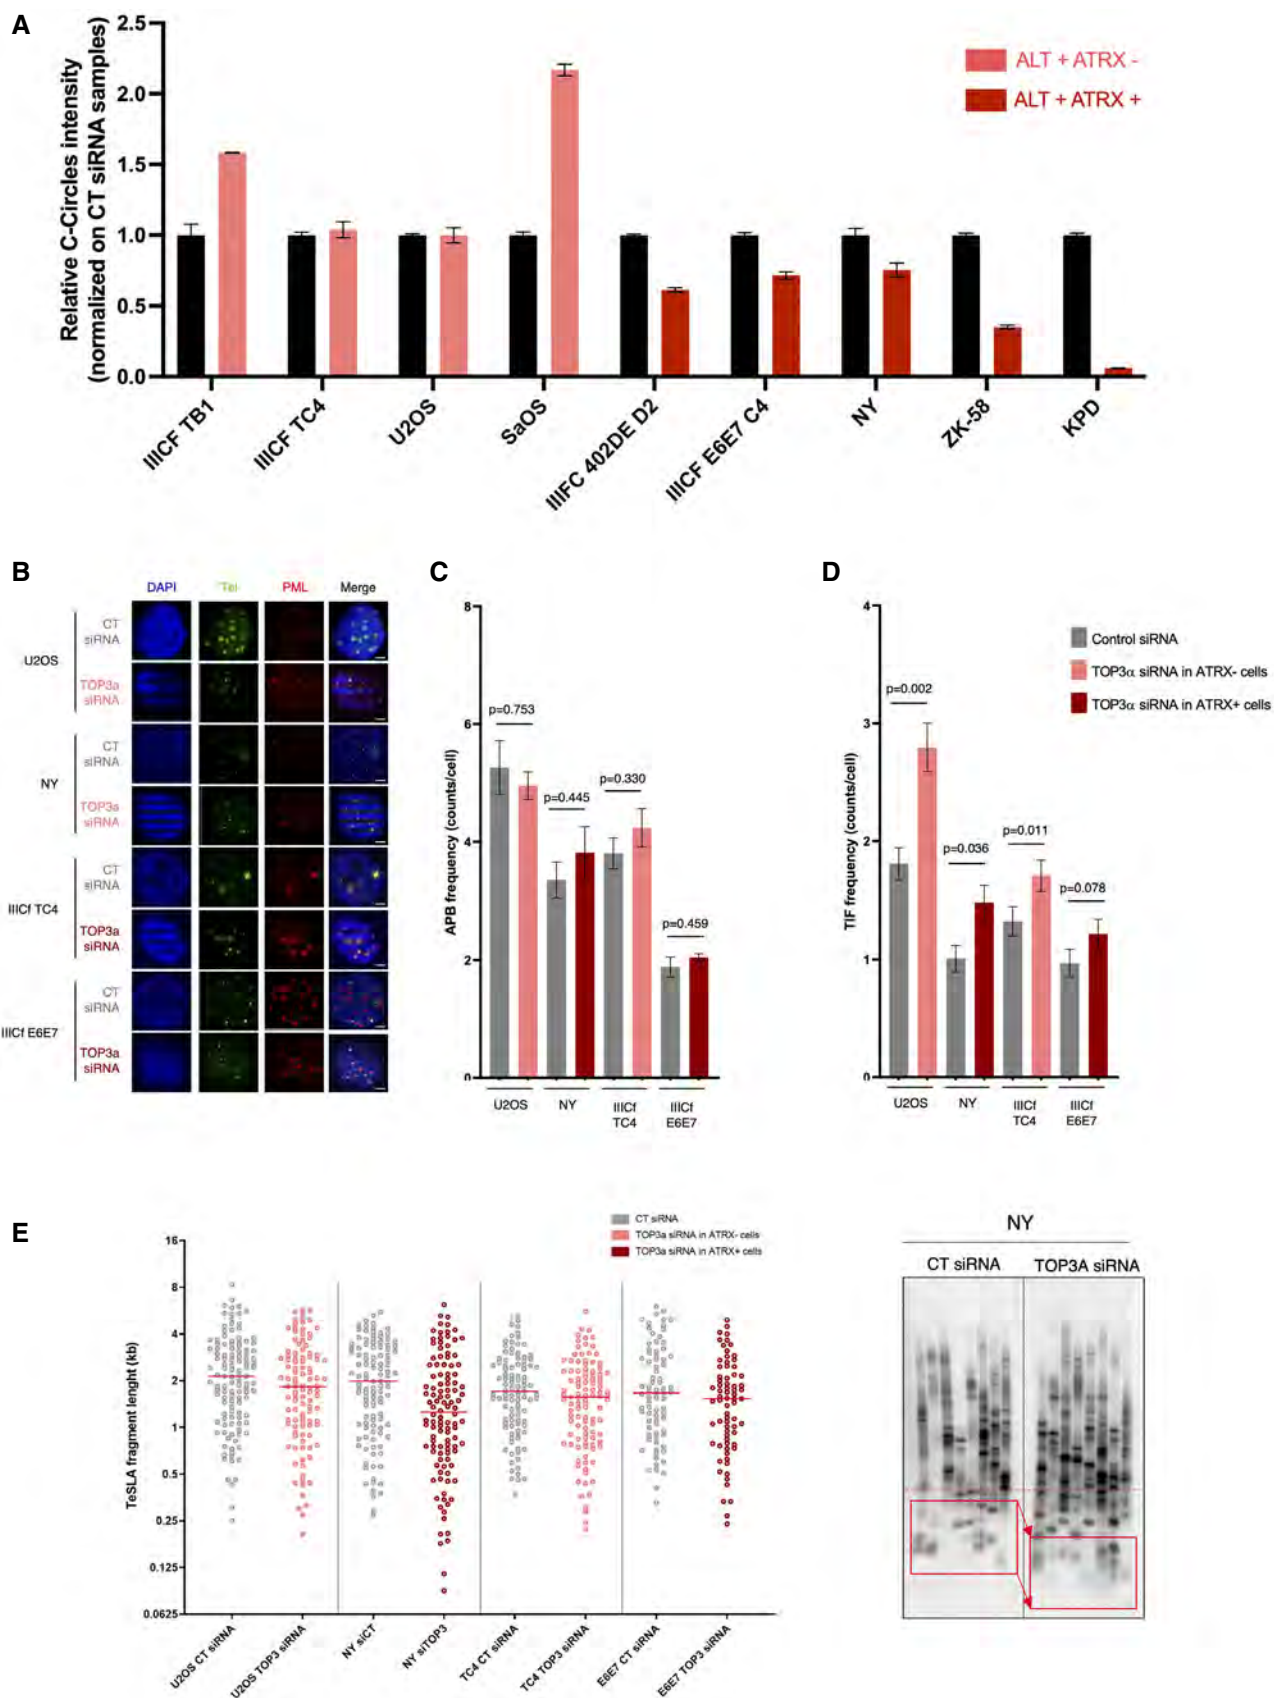 A
Relative C-Circles intensity
(normalized on CT siRNA samples)
2.5
2.0
1.5
1.0
0.5
0.0
ALT + ATRX -
ALT + ATRX +
IIICF TB1
IIICF TC4
U2OS
SaOS
IIIFC 402DE D2
IIICF E6E7 C4
NY
ZK-58
KPD
B
DAPI
Tel
PML
Merge
U2OS
CT
siRNA
TOP3a
siRNA
NY
CT
siRNA
TOP3a
siRNA
IIICf TC4
CT
siRNA
TOP3a
siRNA
IIICf E6E7
CT
siRNA
TOP3a
siRNA
C
APB frequency (counts/cell)
8
6
4
2
0
p=0.753
p=0.445
p=0.330
p=0.459
U2OS
NY
IIICf
TC4
IIICf
E6E7
D
TIF frequency (counts/cell)
4
3
2
1
0
p=0.002
p=0.036
p=0.011
p=0.078
U2OS
NY
IIICf
TC4
IIICf
E6E7
Control siRNA
TOP3α siRNA in ATRX- cells
TOP3α siRNA in ATRX+ cells
E
CT siRNA
TOP3a siRNA in ATRX- cells
TOP3a siRNA in ATRX+ cells
TeSLA fragment lenght (kb)
16
8
4
2
1
0.5
0.25
0.125
0.0625
U2OS CT siRNA
U2OS TOP3 siRNA
NY siCT
NY siTOP3
TC4 CT siRNA
TC4 TOP3 siRNA
E6E7 CT siRNA
E6E7 TOP3 siRNA
NY
CT siRNA
TOP3A siRNA